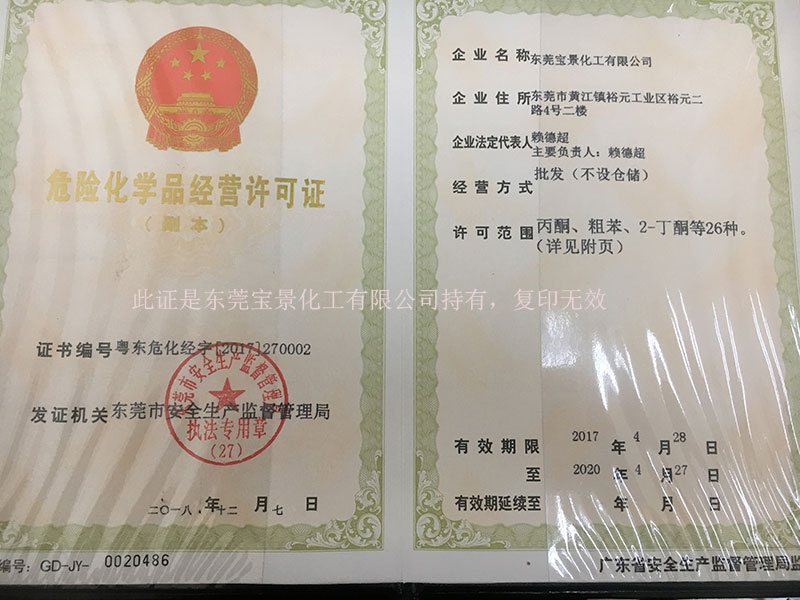 危险化学品经营许可证
（副本）
此证是东莞宝景化工有限公司持有，复印无效
证书编号 粤东危化经字[2017]270002
发证机关 东莞市安全生产监督管理局
东莞市安全生产监督管理局
执法专用章
（27）
二〇一八 年 十二 月 七 日
编号：GD-JY- 0020486
企业名称 东莞宝景化工有限公司
企业住所 东莞市黄江镇裕元工业区裕元二
路4号二楼
企业法定代表人 赖德超
主要负责人：赖德超
经营方式 批发（不设仓储）
许可范围 丙酮、粗苯、2-丁酮等26种。
（详见附页）
有效期限 2017 年 4 月 28 日
至 2020 年 4 月 27 日
有效期延续至 年 月 日
广东省安全生产监督管理局监